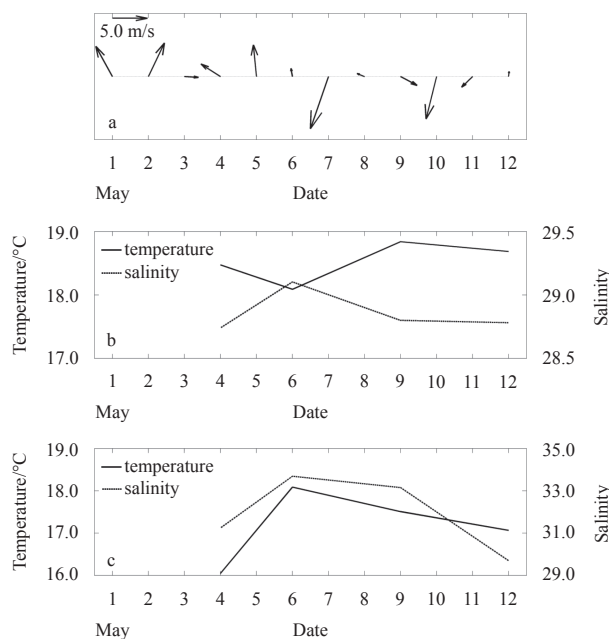 5.0 m/s
a
1 2 3 4 5 6 7 8 9 10 11 12
May Date
19.0 29.5
temperature
salinity
Temperature/°C
18.0 29.0
Salinity
b
17.0 28.5
1 2 3 4 5 6 7 8 9 10 11 12
May Date
19.0 35.0
temperature
salinity
Temperature/°C
18.0 33.0
Salinity
17.0 31.0
c
16.0 29.0
1 2 3 4 5 6 7 8 9 10 11 12
May Date